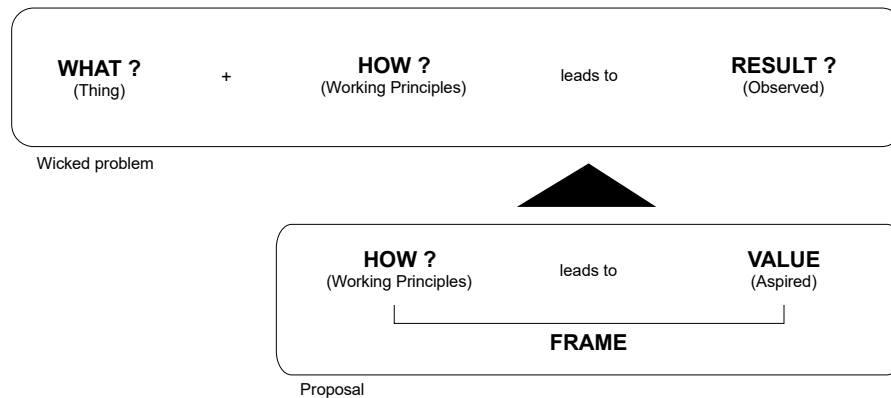 WHAT ? + HOW ? leads to RESULT ?
(Thing) (Working Principles) (Observed)
Wicked problem
HOW ? leads to VALUE
(Working Principles) (Aspired)
FRAME
Proposal